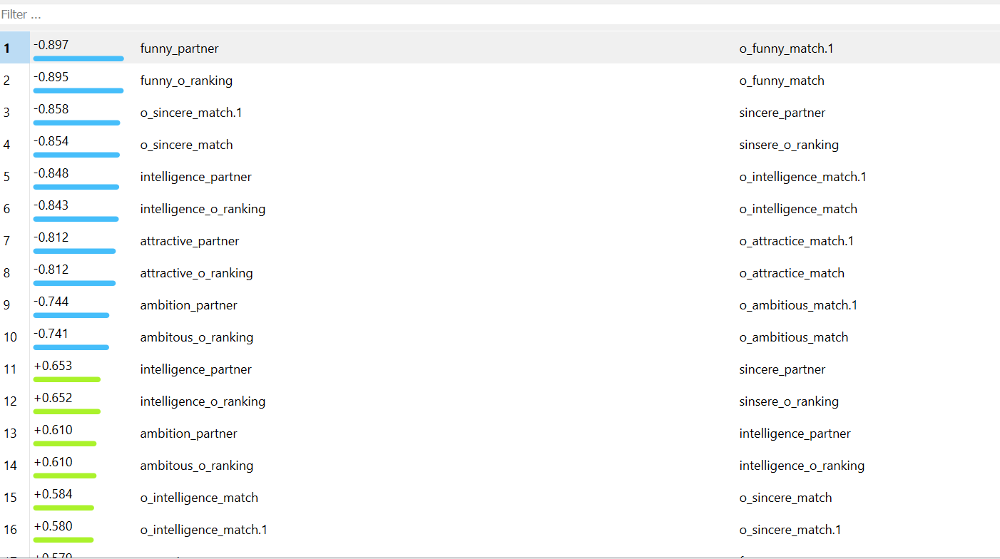 Filter ...
1 -0.897 funny_partner o_funny_match.1
2 -0.895 funny_o_ranking o_funny_match
3 -0.858 o_sincere_match.1 sincere_partner
4 -0.854 o_sincere_match sinsere_o_ranking
5 -0.848 intelligence_partner o_intelligence_match.1
6 -0.843 intelligence_o_ranking o_intelligence_match
7 -0.812 attractive_partner o_attractice_match.1
8 -0.812 attractive_o_ranking o_attractice_match
9 -0.744 ambition_partner o_ambitious_match.1
10 -0.741 ambitous_o_ranking o_ambitious_match
11 +0.653 intelligence_partner sincere_partner
12 +0.652 intelligence_o_ranking sinsere_o_ranking
13 +0.610 ambition_partner intelligence_partner
14 +0.610 ambitous_o_ranking intelligence_o_ranking
15 +0.584 o_intelligence_match o_sincere_match
16 +0.580 o_intelligence_match.1 o_sincere_match.1
+0.579